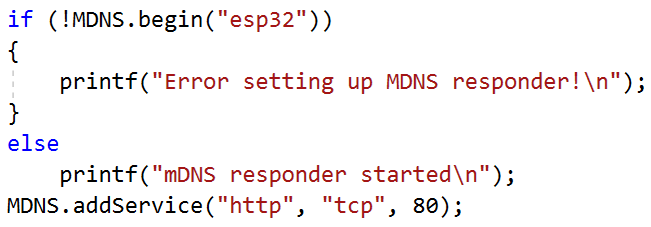 if (!MDNS.begin("esp32"))
{
    printf("Error setting up MDNS responder!\n");
}
else
    printf("mDNS responder started\n");
MDNS.addService("http", "tcp", 80);